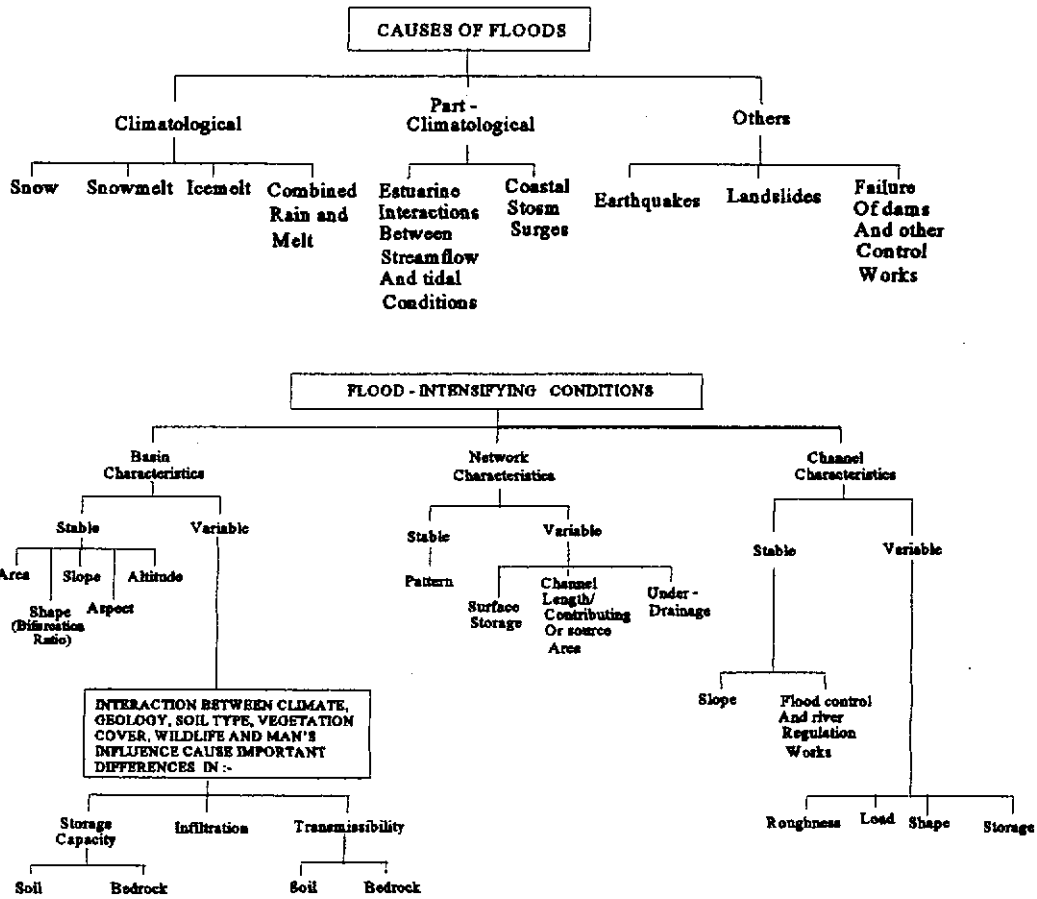 CAUSES OF FLOODS
Climatological
Part -
Climatological
Others
Snow
Snowmelt
Icemelt
Combined
Rain and
Melt
Estuarino
Interactions
Between
Streamflow
And tidal
Conditions
Coastal
Stosm
Surges
Earthquakes
Landslides
Failure
Of dams
And other
Control
Works
FLOOD - INTENSIFYING CONDITIONS
Basin
Characteristics
Network
Characteristics
Channel
Characteristics
Stable
Variable
Stable
Variable
Stable
Variable
Area
Shape
(Bifurcation
Ratio)
Slope
Aspect
Altitude
Pattern
Surface
Storage
Channel
Length/
Contributing
Or source
Area
Under -
Drainage
Slope
Flood control
And river
Regulation
Works
INTERACTION BETWEEN CLIMATE,
GEOLOGY, SOIL TYPE, VEGETATION
COVER, WILDLIFE AND MAN'S
INFLUENCE CAUSE IMPORTANT
DIFFERENCES IN :-
Storage
Capacity
Infiltration
Transmissibility
Soil
Bedrock
Soil
Bedrock
Roughness
Load
Shape
Storage